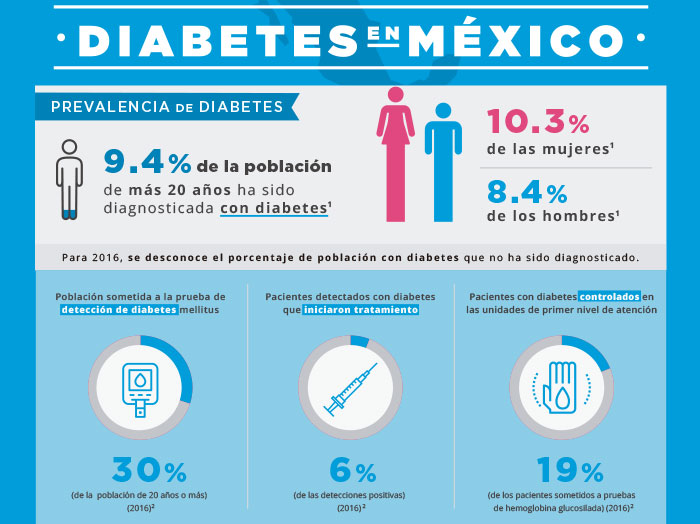 · DIABETES EN MÉXICO ·
PREVALENCIA DE DIABETES
9.4% de la población
de más 20 años ha sido
diagnosticada con diabetes¹
10.3%
de las mujeres¹
8.4%
de los hombres¹
Para 2016, se desconoce el porcentaje de población con diabetes que no ha sido diagnosticado.
Población sometida a la prueba de
detección de diabetes mellitus
30%
(de la población de 20 años o más)
(2016)²
Pacientes detectados con diabetes
que iniciaron tratamiento
6%
(de las detecciones positivas)
(2016)²
Pacientes con diabetes controlados en
las unidades de primer nivel de atención
19%
(de los pacientes sometidos a pruebas
de hemoglobina glucosilada) (2016)²